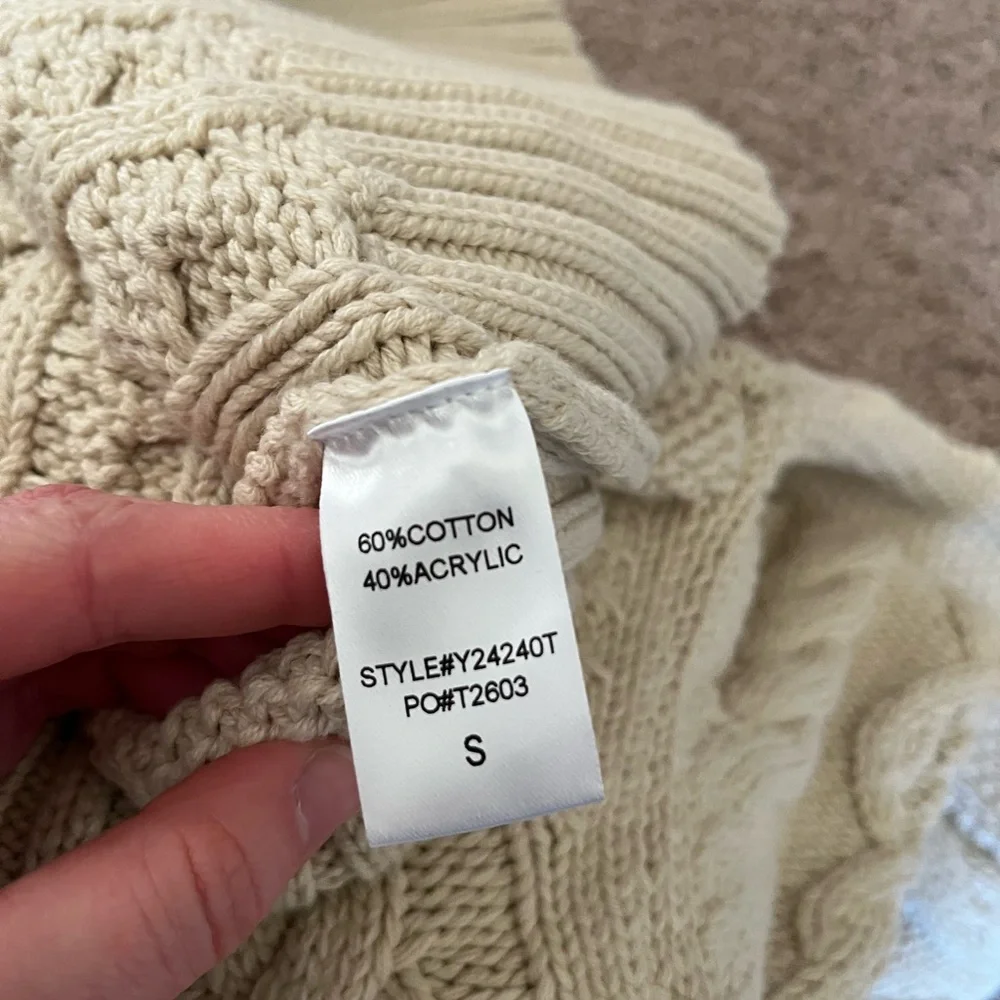 60%COTTON
40%ACRYLIC
STYLE#Y24240T
PO#T2603
S